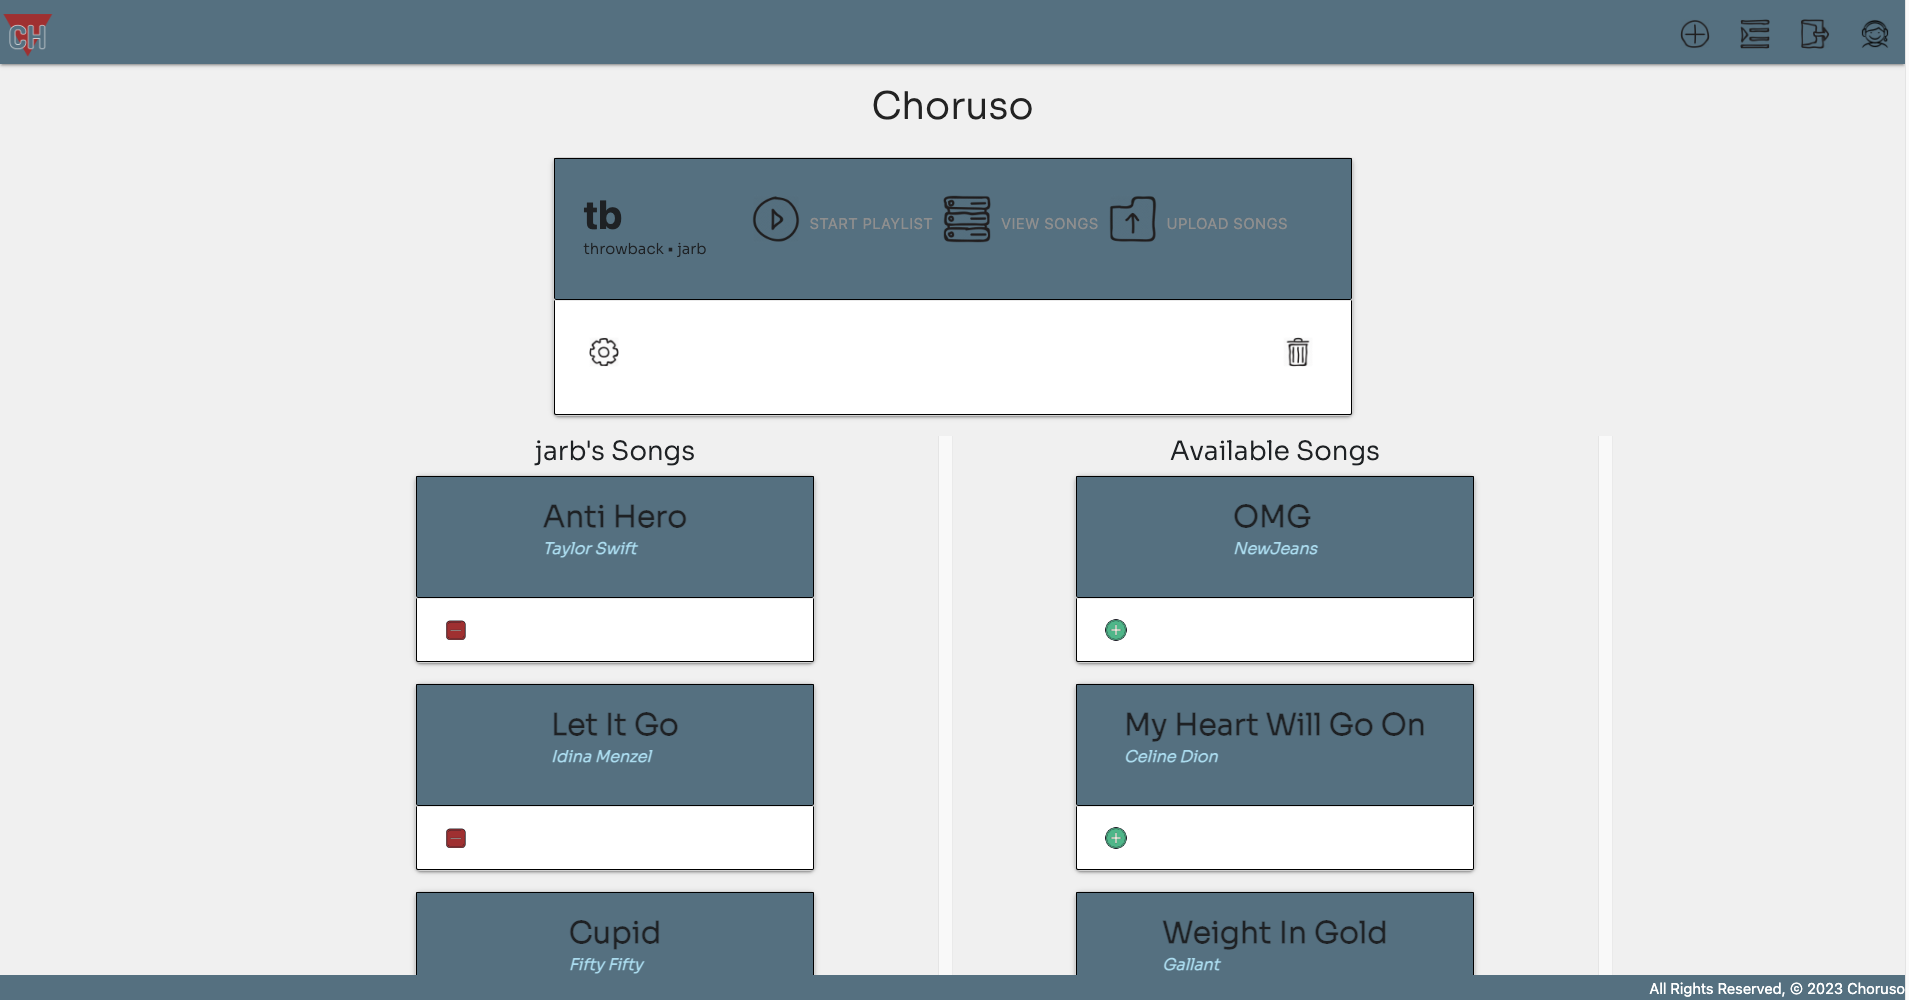 CH
Choruso
tb
throwback • jarb
START PLAYLIST
VIEW SONGS
UPLOAD SONGS
jarb's Songs
Anti Hero
Taylor Swift
Let It Go
Idina Menzel
Cupid
Fifty Fifty
Available Songs
OMG
NewJeans
My Heart Will Go On
Celine Dion
Weight In Gold
Gallant
All Rights Reserved, © 2023 Choruso